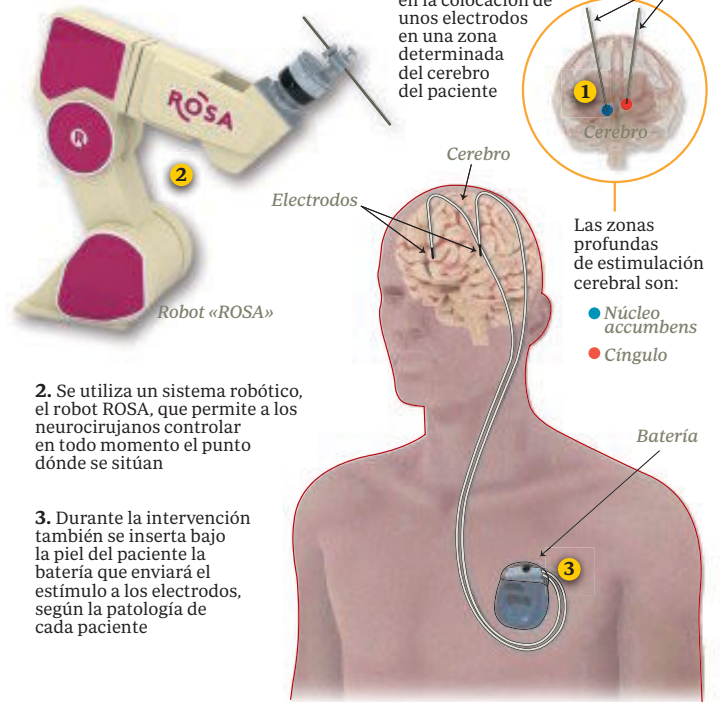 en la colocación de
unos electrodos
en una zona
determinada
del cerebro
del paciente
1
Cerebro
ROSA
R
2
Cerebro
Electrodos
Robot «ROSA»
Las zonas
profundas
de estimulación
cerebral son:
Núcleo
accumbens
Cíngulo
2. Se utiliza un sistema robótico,
el robot ROSA, que permite a los
neurocirujanos controlar
en todo momento el punto
dónde se sitúan
3. Durante la intervención
también se inserta bajo
la piel del paciente la
batería que enviará el
estímulo a los electrodos,
según la patología de
cada paciente
Batería
3